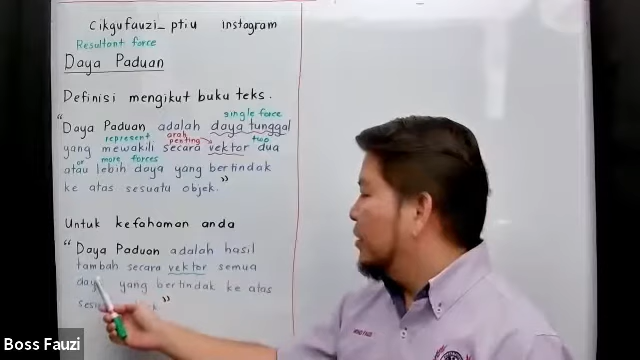 cikgufauzi_ptiu instagram
Resultant force
Daya Paduan
Definisi mengikut buku teks.
single force
"Daya Paduan adalah daya tunggal
represent arah penting two
yang mewakili secara vektor dua
or more forces
atau lebih daya yang bertindak
ke atas sesuatu objek."
Untuk kefahaman anda
"Daya Paduan adalah hasil
tambah secara vektor semua
daya yang bertindak ke atas
"
Boss Fauzi